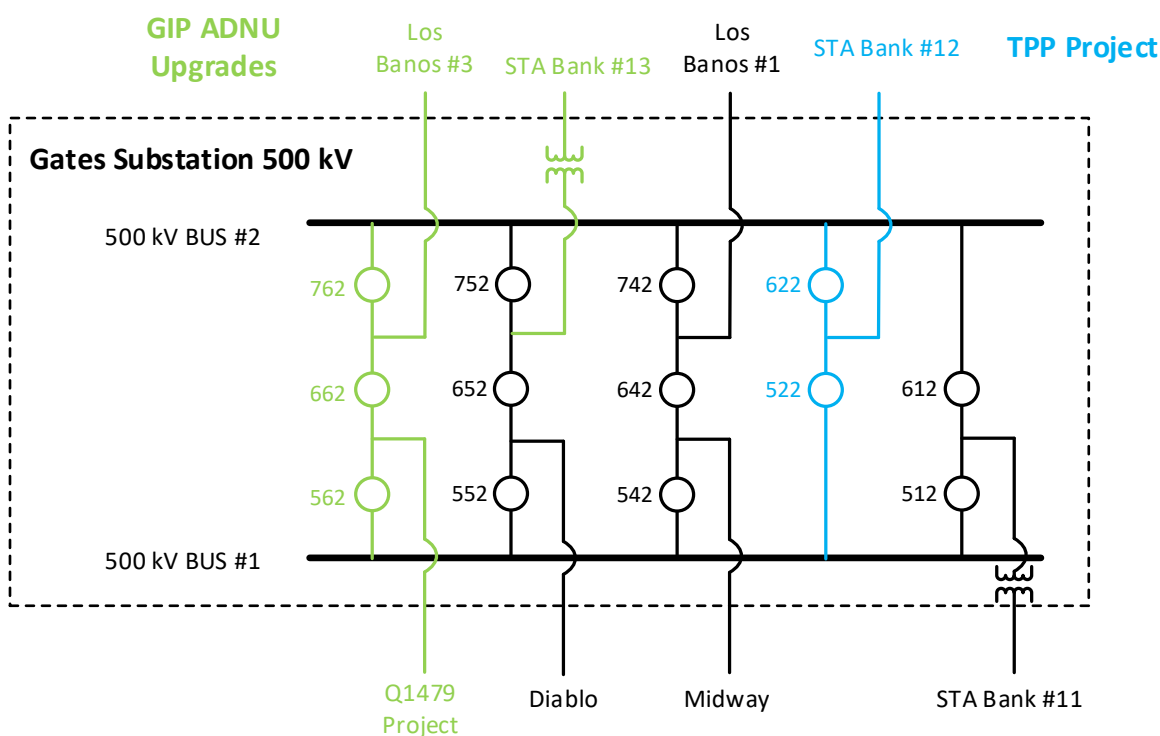 GIP ADNU
Upgrades
Los
Banos #3
STA Bank #13
Los
Banos #1
STA Bank #12
TPP Project
Gates Substation 500 kV
500 kV BUS #2
762
752
742
622
662
652
642
522
612
562
552
542
512
500 kV BUS #1
Q1479
Project
Diablo
Midway
STA Bank #11